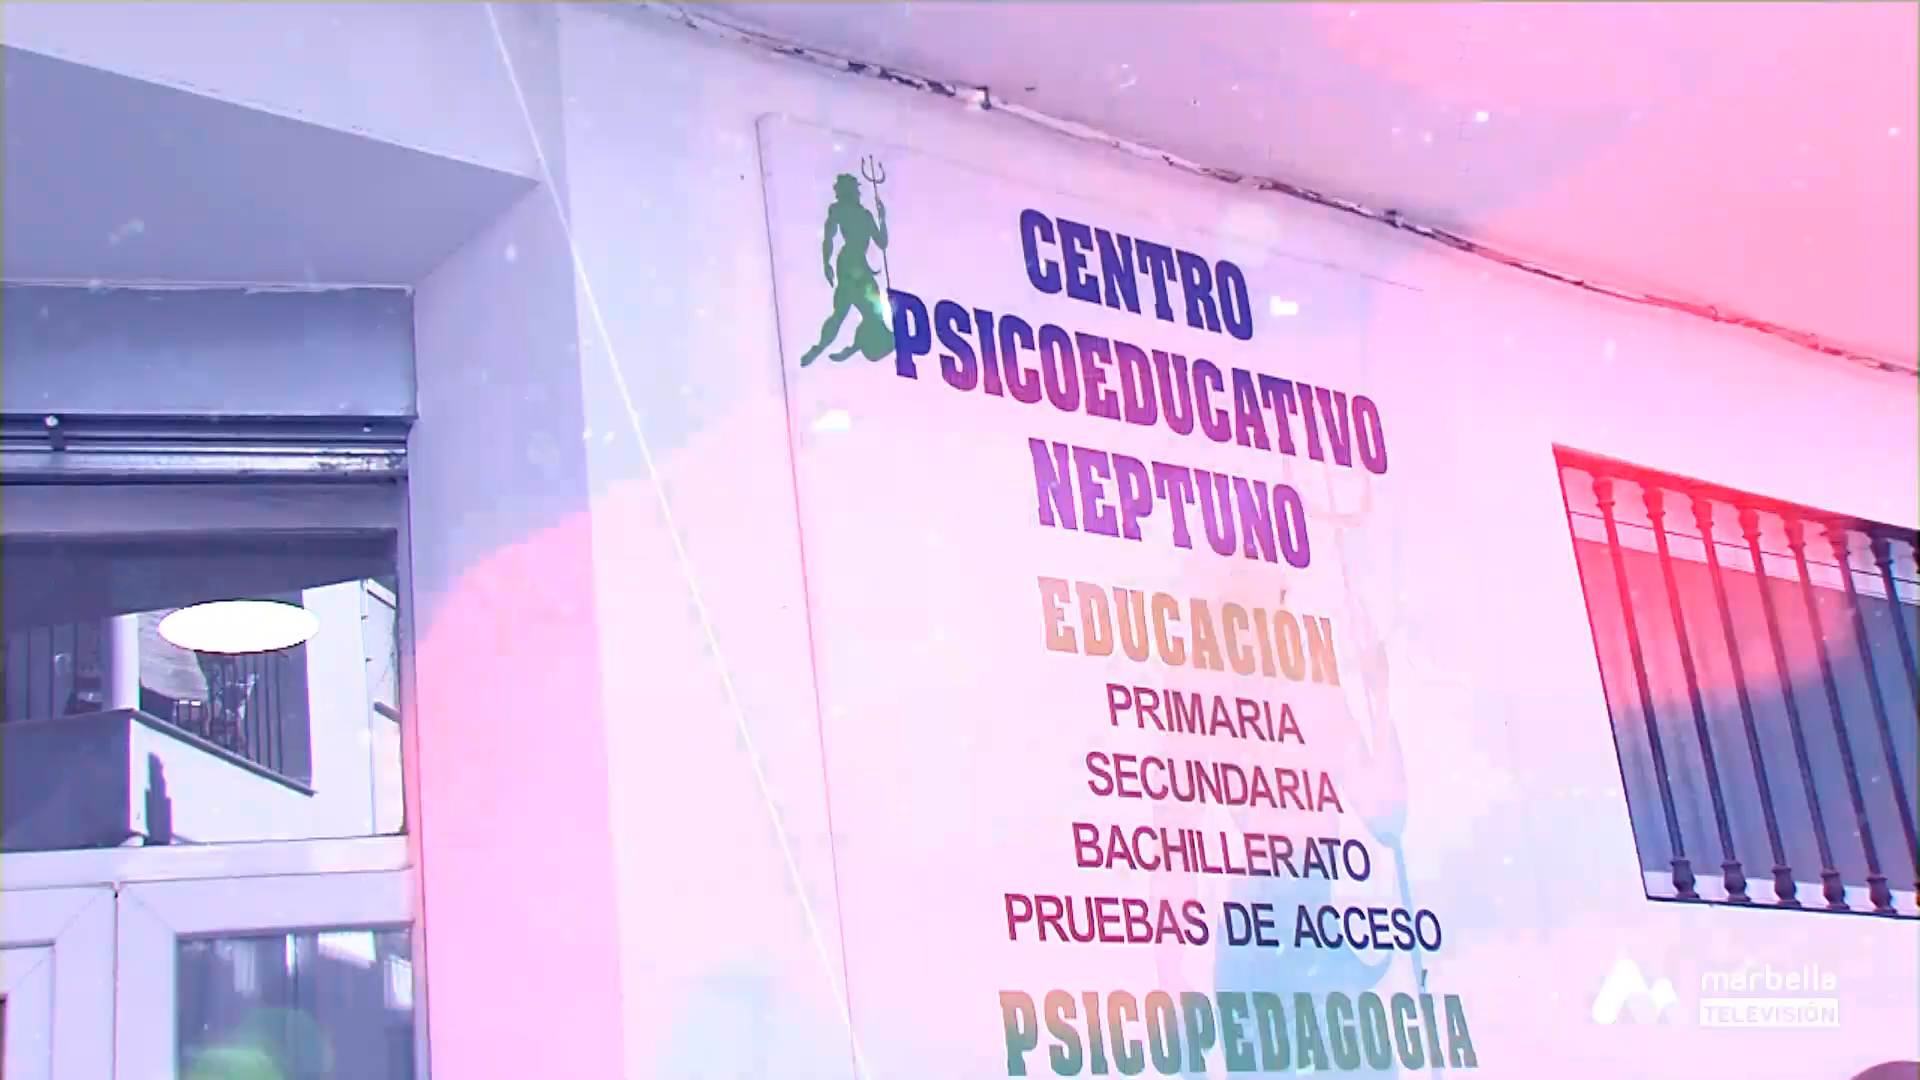 CENTRO
PSICOEDUCATIVO
NEPTUNO
EDUCACIÓN
PRIMARIA
SECUNDARIA
BACHILLERATO
PRUEBAS DE ACCESO
PSICOPEDAGOGÍA
marbella
TELEVISIÓN